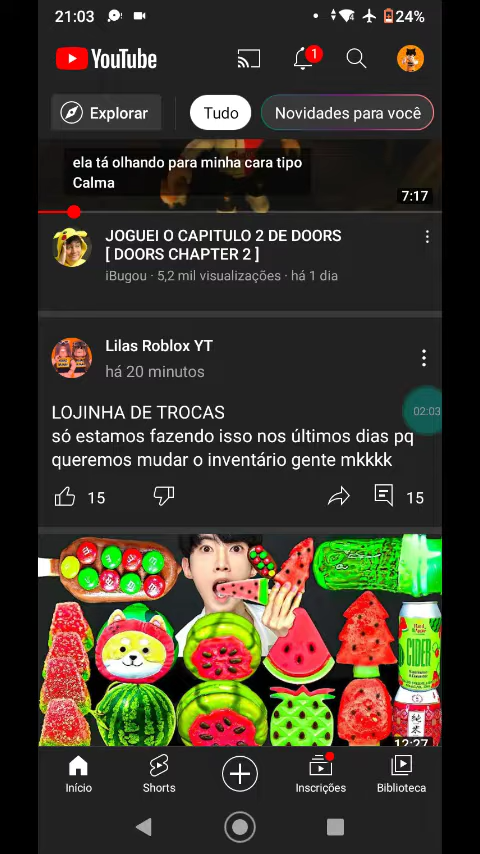 21:03
24%
YouTube
1
Explorar
Tudo
Novidades para você
ela tá olhando para minha cara tipo
Calma
7:17
JOGUEI O CAPITULO 2 DE DOORS
[ DOORS CHAPTER 2 ]
iBugou · 5,2 mil visualizações · há 1 dia
Lilas Roblox YT
há 20 minutos
LOJINHA DE TROCAS
02:03
só estamos fazendo isso nos últimos dias pq
queremos mudar o inventário gente mkkkk
15
15
CIDER
純米
12:27
Início
Shorts
Inscrições
Biblioteca